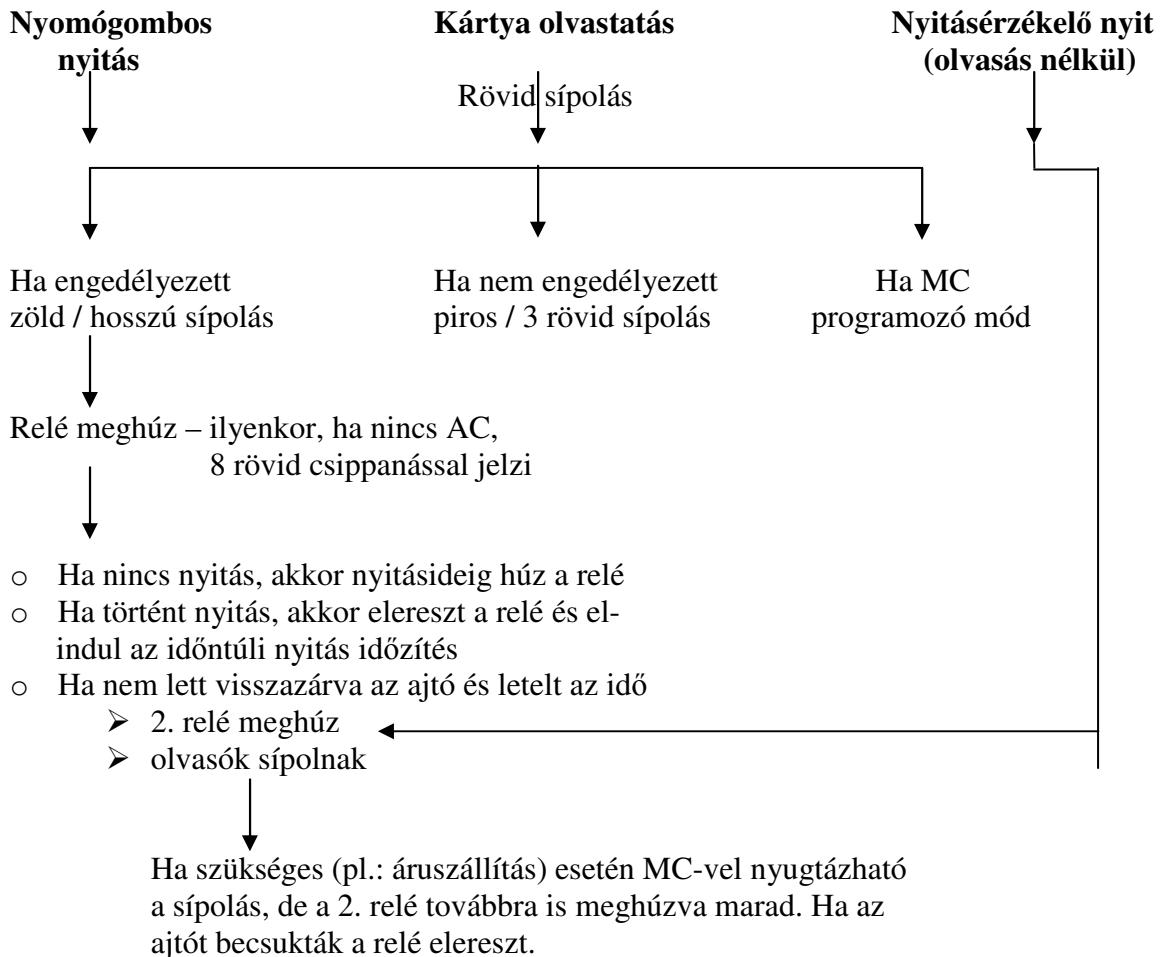 Nyomógombos
nyitás
Kártya olvastatás
Nyitásérzékelő nyit
(olvasás nélkül)
Rövid sípolás
Ha engedélyezett
zöld / hosszú sípolás
Ha nem engedélyezett
piros / 3 rövid sípolás
Ha MC
programozó mód
Relé meghúz – ilyenkor, ha nincs AC,
8 rövid csippanással jelzi
o Ha nincs nyitás, akkor nyitásideig húz a relé
o Ha történt nyitás, akkor elereszt a relé és el-
indul az időntúli nyitás időzítés
o Ha nem lett visszazárva az ajtó és letelt az idő
➢ 2. relé meghúz
➢ olvasók sípolnak
Ha szükséges (pl.: áruszállítás) esetén MC-vel nyugtázható
a sípolás, de a 2. relé továbbra is meghúzva marad. Ha az
ajtót becsukták a relé elereszt.